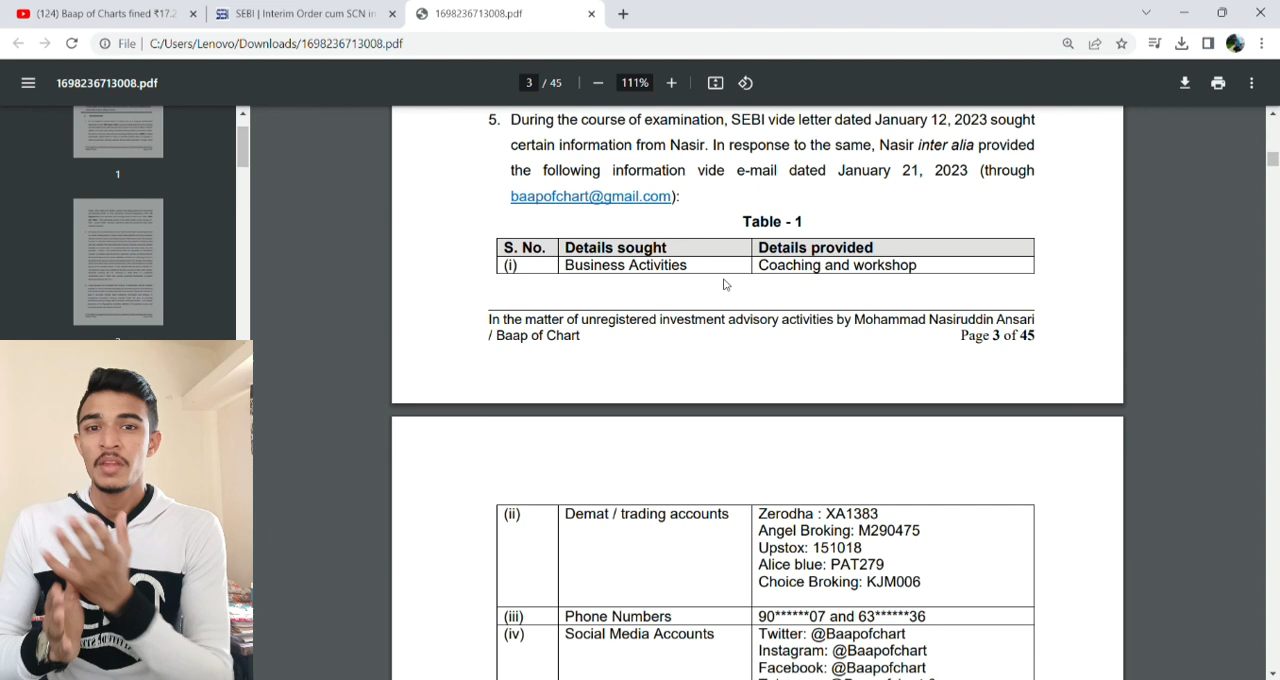 (124) Baap of Charts fined ₹17.2
SEBI | Interim Order cum SCN in
1698236713008.pdf
File
C:/Users/Lenovo/Downloads/1698236713008.pdf
1698236713008.pdf
3 / 45
111%
1
5. During the course of examination, SEBI vide letter dated January 12, 2023 sought
certain information from Nasir. In response to the same, Nasir inter alia provided
the following information vide e-mail dated January 21, 2023 (through
baapofchart@gmail.com):
Table - 1
S. No. Details sought Details provided
(i) Business Activities Coaching and workshop
In the matter of unregistered investment advisory activities by Mohammad Nasiruddin Ansari
/ Baap of Chart Page 3 of 45
(ii) Demat / trading accounts Zerodha : XA1383
Angel Broking: M290475
Upstox: 151018
Alice blue: PAT279
Choice Broking: KJM006
(iii) Phone Numbers 90******07 and 63******36
(iv) Social Media Accounts Twitter: @Baapofchart
Instagram: @Baapofchart
Facebook: @Baapofchart